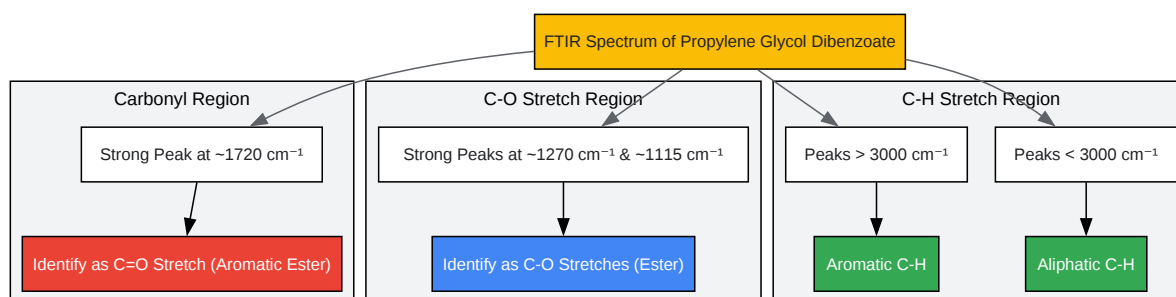 FTIR Spectrum of Propylene Glycol Dibenzoate
Carbonyl Region
C-O Stretch Region
C-H Stretch Region
Strong Peak at ~1720 cm⁻¹
Strong Peaks at ~1270 cm⁻¹ & ~1115 cm⁻¹
Peaks > 3000 cm⁻¹
Peaks < 3000 cm⁻¹
Identify as C=O Stretch (Aromatic Ester)
Identify as C-O Stretches (Ester)
Aromatic C-H
Aliphatic C-H